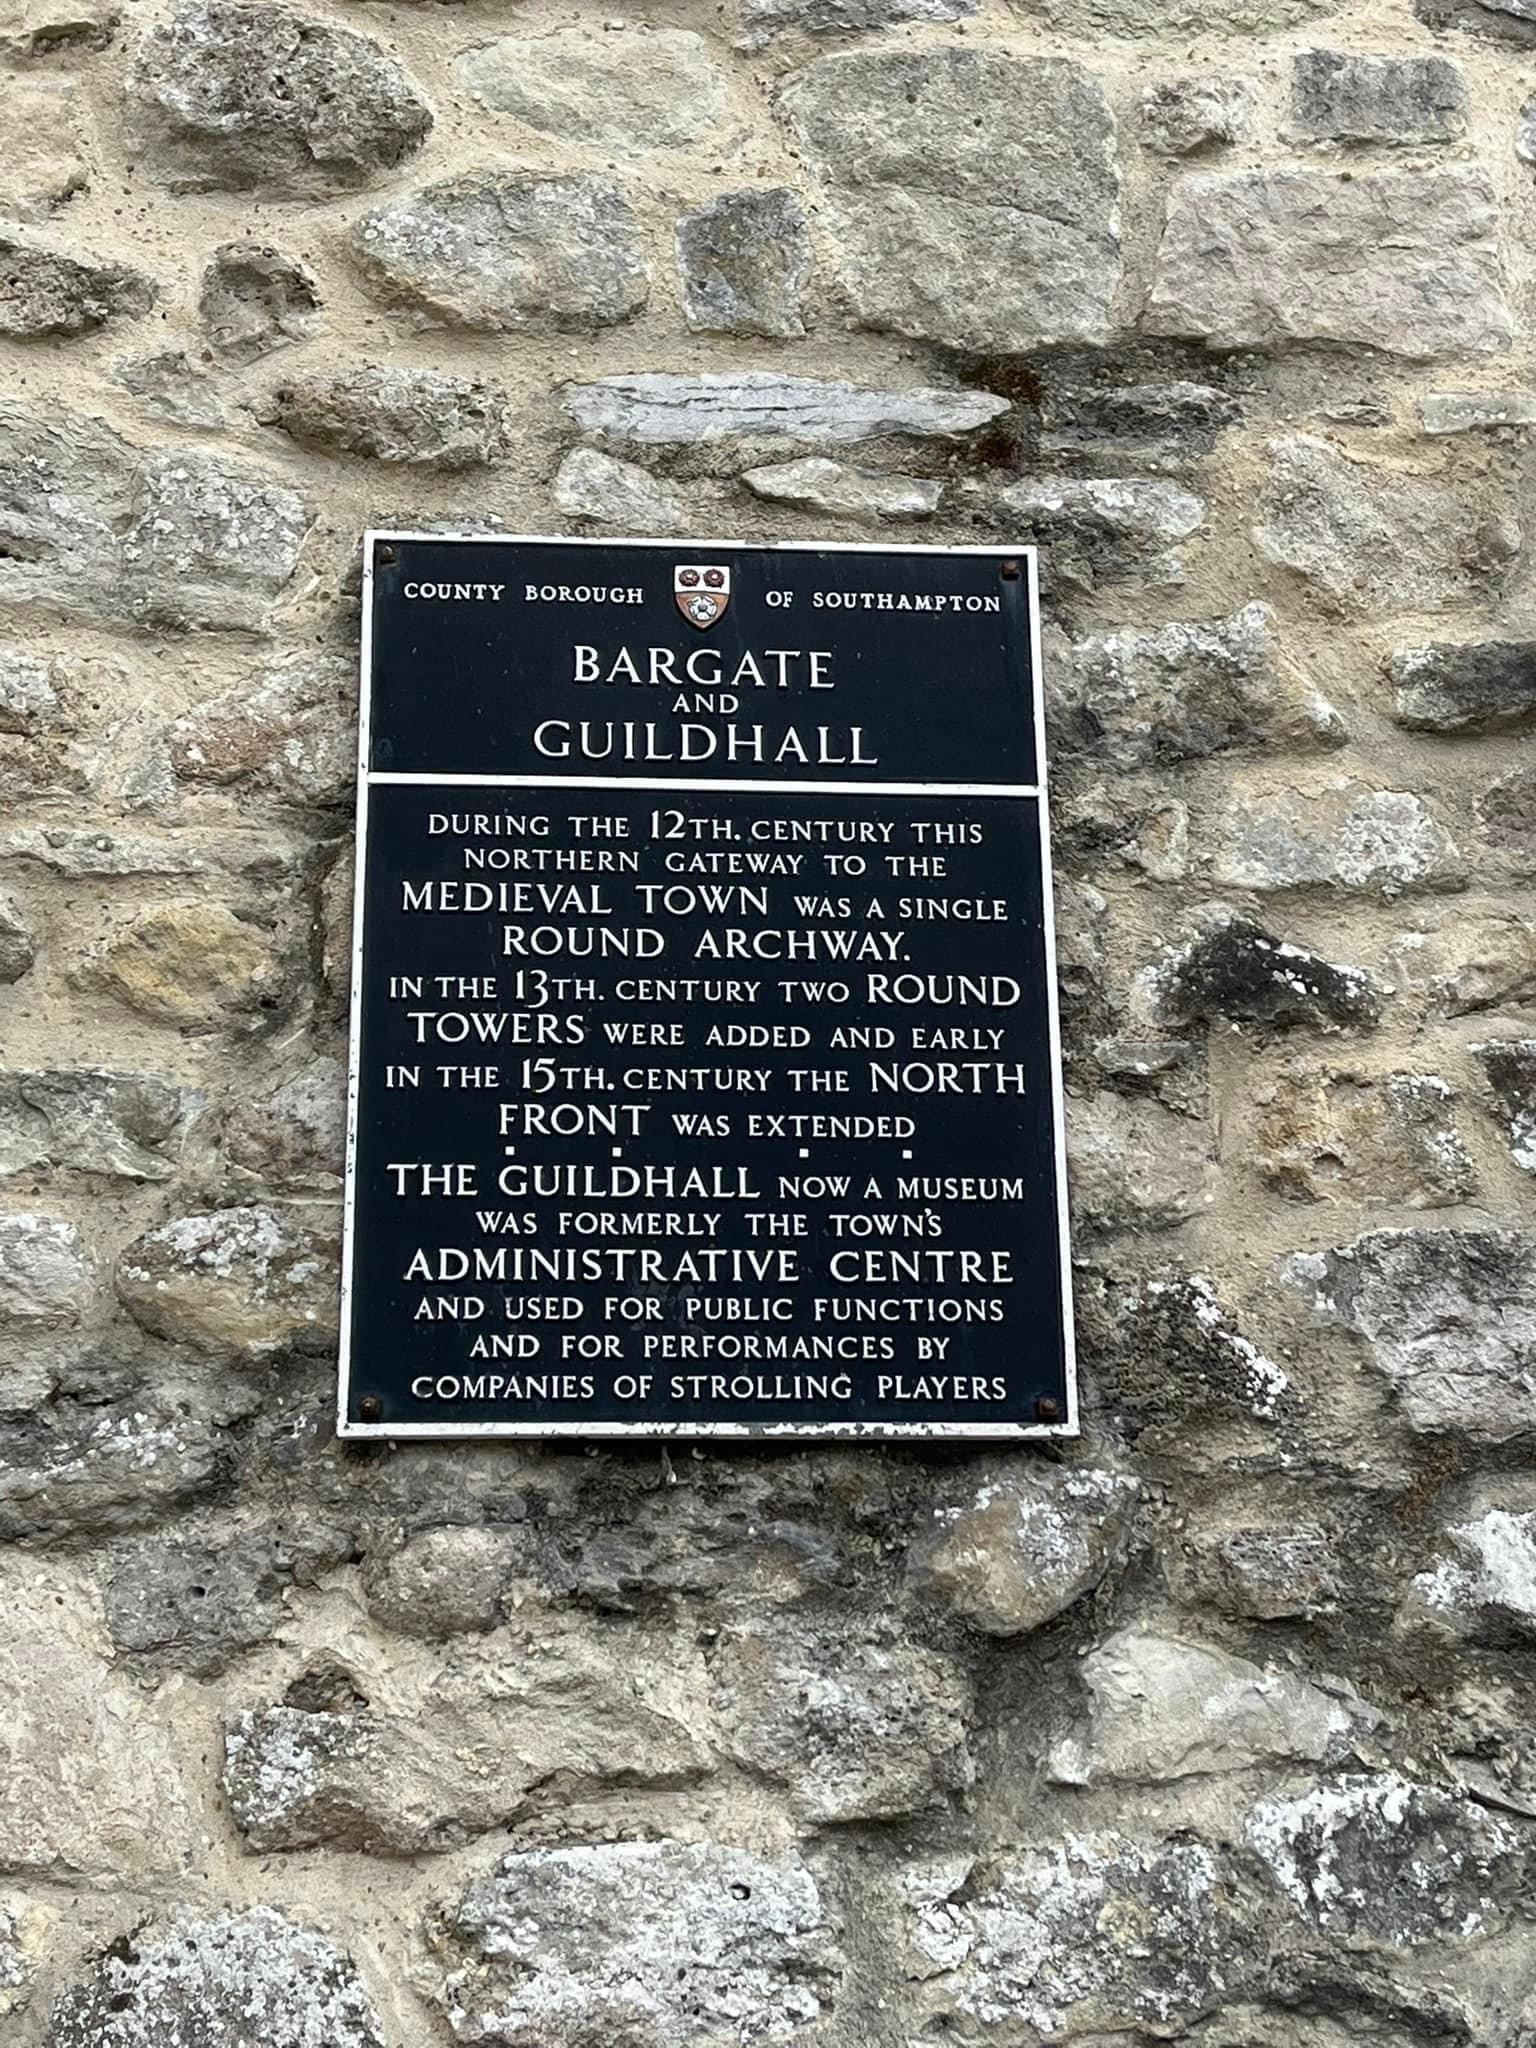 COUNTY BOROUGH OF SOUTHAMPTON
BARGATE
AND
GUILDHALL
DURING THE 12TH. CENTURY THIS
NORTHERN GATEWAY TO THE
MEDIEVAL TOWN WAS A SINGLE
ROUND ARCHWAY.
IN THE 13TH. CENTURY TWO ROUND
TOWERS WERE ADDED AND EARLY
IN THE 15TH. CENTURY THE NORTH
FRONT WAS EXTENDED
THE GUILDHALL NOW A MUSEUM
WAS FORMERLY THE TOWN'S
ADMINISTRATIVE CENTRE
AND USED FOR PUBLIC FUNCTIONS
AND FOR PERFORMANCES BY
COMPANIES OF STROLLING PLAYERS